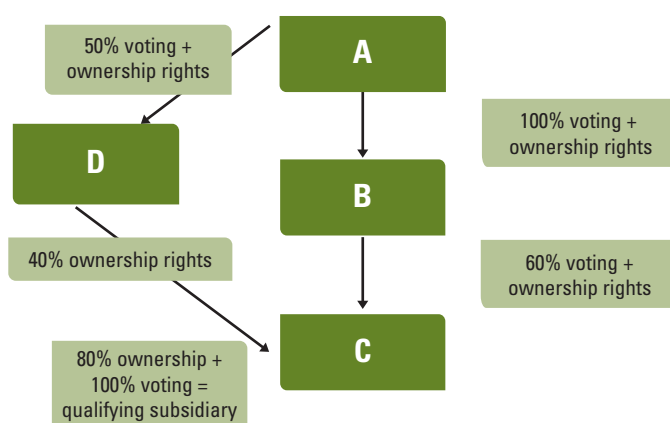 50% voting +
ownership rights
A
100% voting +
ownership rights
D
B
40% ownership rights
60% voting +
ownership rights
C
80% ownership +
100% voting =
qualifying subsidiary